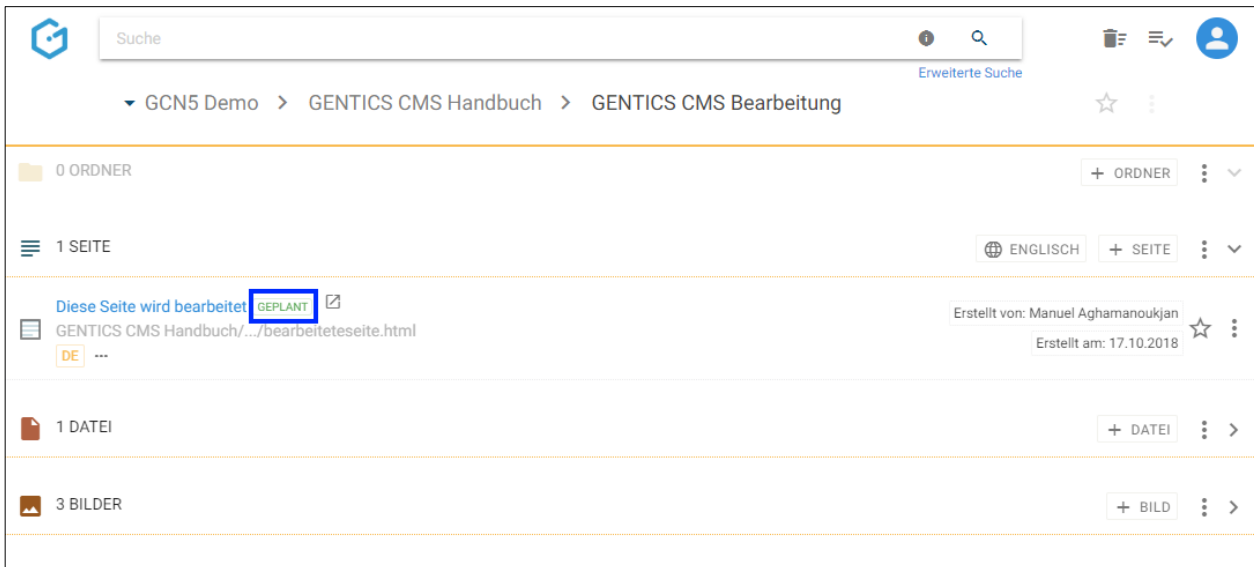 Suche
Erweiterte Suche
GCN5 Demo > GENTICS CMS Handbuch > GENTICS CMS Bearbeitung
0 ORDNER
+ ORDNER
1 SEITE
ENGLISCH
+ SEITE
Diese Seite wird bearbeitet GEPLANT
GENTICS CMS Handbuch/.../bearbeiteteseite.html
DE
Erstellt von: Manuel Aghamanoukjan
Erstellt am: 17.10.2018
1 DATEI
+ DATEI
3 BILDER
+ BILD